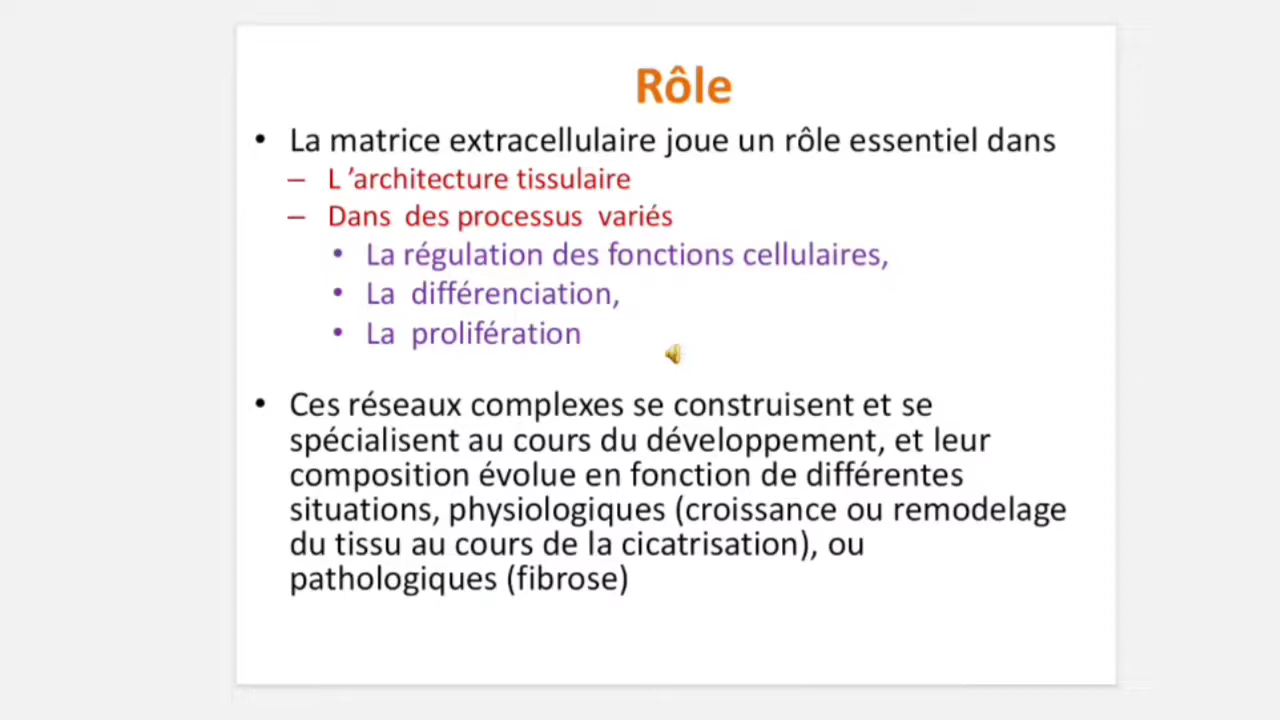 Rôle
• La matrice extracellulaire joue un rôle essentiel dans
– L ’architecture tissulaire
– Dans des processus variés
• La régulation des fonctions cellulaires,
• La différenciation,
• La prolifération
• Ces réseaux complexes se construisent et se
spécialisent au cours du développement, et leur
composition évolue en fonction de différentes
situations, physiologiques (croissance ou remodelage
du tissu au cours de la cicatrisation), ou
pathologiques (fibrose)